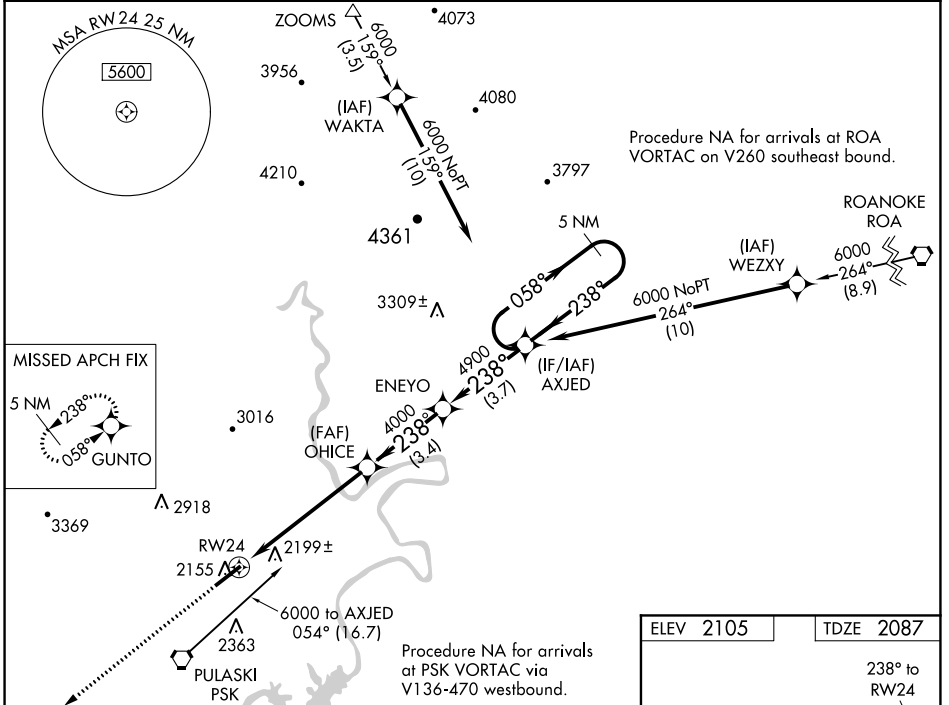 MSA RW 24 25 NM
5600
ZOOMS
6000
159°
(3.5)
4073
3956
(IAF)
WAKTA
4080
6000 NoPT
159°
(10)
Procedure NA for arrivals at ROA
VORTAC on V260 southeast bound.
4210
3797
4361
ROANOKE
ROA
5 NM
(IAF)
WEZXY
6000
264°
(8.9)
058°
238°
6000 NoPT
264°
(10)
3309±
(IF/IAF)
AXJED
4900
238°
(3.7)
ENEYO
4000
238°
(3.4)
MISSED APCH FIX
5 NM
238°
058°
GUNTO
3016
(FAF)
OHICE
2918
3369
RW24
2155
2199±
6000 to AXJED
054° (16.7)
2363
PULASKI
PSK
Procedure NA for arrivals
at PSK VORTAC via
V136-470 westbound.
ELEV 2105
TDZE 2087
238° to
RW24